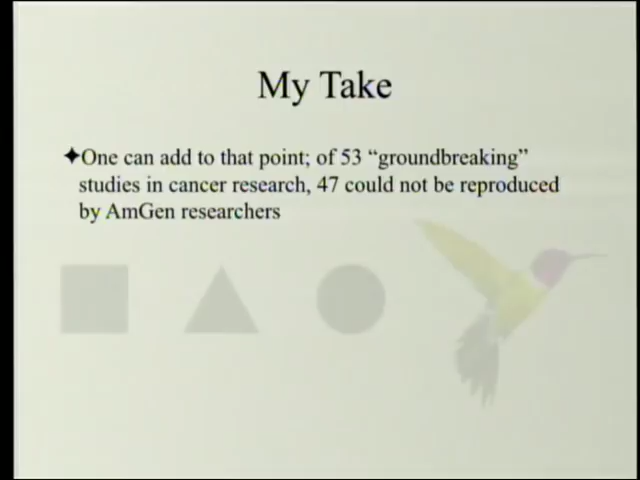 My Take
✦One can add to that point; of 53 “groundbreaking”
studies in cancer research, 47 could not be reproduced
by AmGen researchers